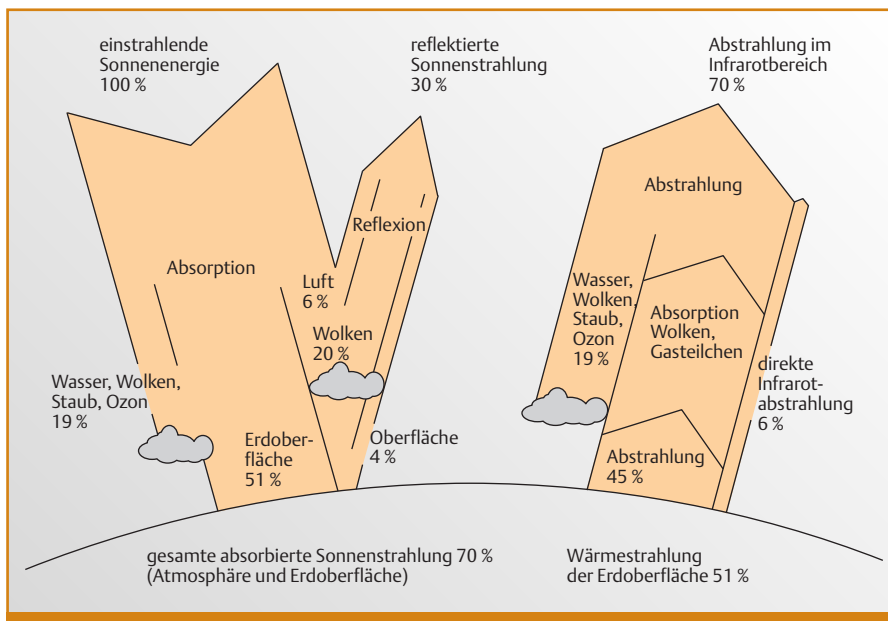 einstrahlende
Sonnenenergie
100 %
reflektierte
Sonnenstrahlung
30 %
Abstrahlung im
Infrarotbereich
70 %
Absorption
Reflexion
Luft
6 %
Wolken
20 %
Wasser, Wolken,
Staub, Ozon
19 %
Erdober-
fläche
51 %
Oberfläche
4 %
Abstrahlung
Wasser,
Wolken,
Staub,
Ozon
19 %
Absorption
Wolken,
Gasteilchen
direkte
Infrarot-
abstrahlung
6 %
Abstrahlung
45 %
gesamte absorbierte Sonnenstrahlung 70 %
(Atmosphäre und Erdoberfläche)
Wärmestrahlung
der Erdoberfläche 51 %